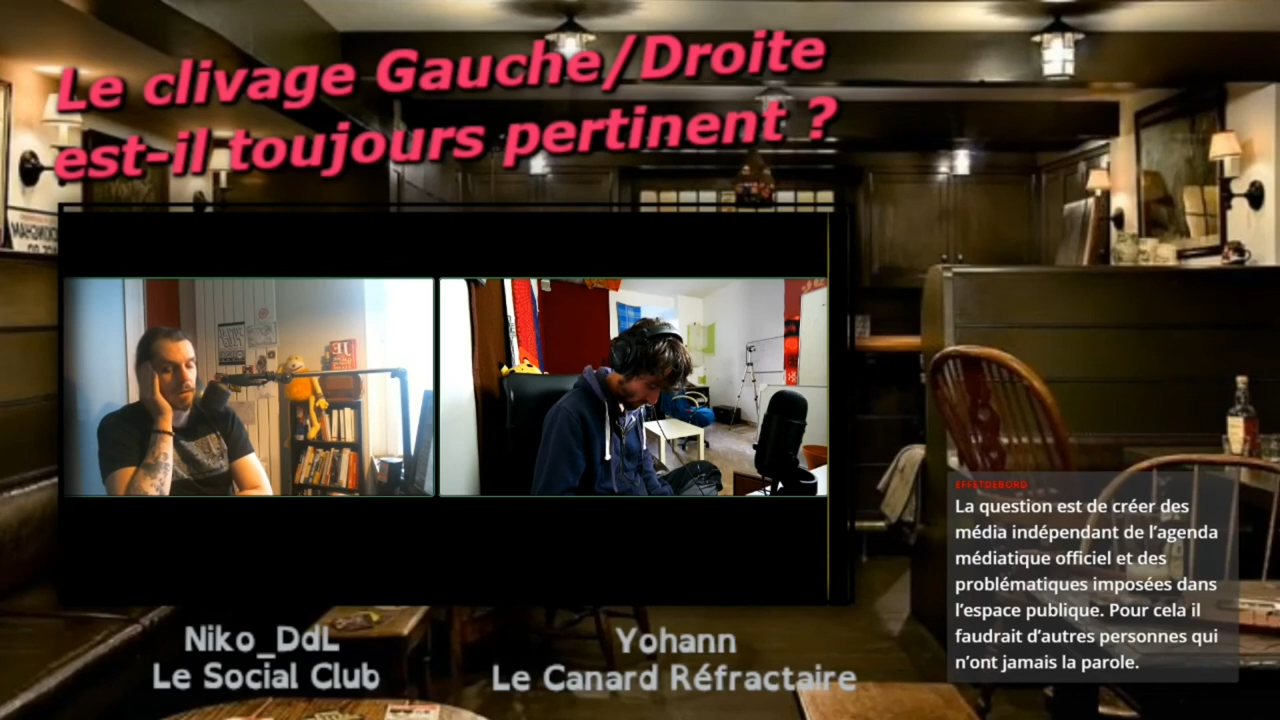 Le clivage Gauche/Droite
est-il toujours pertinent ?
EFFETDEBORD
La question est de créer des
média indépendant de l'agenda
médiatique officiel et des
problématiques imposées dans
l'espace publique. Pour cela il
faudrait d'autres personnes qui
n'ont jamais la parole.
Niko_DdL
Le Social Club
Yohann
Le Canard Réfractaire